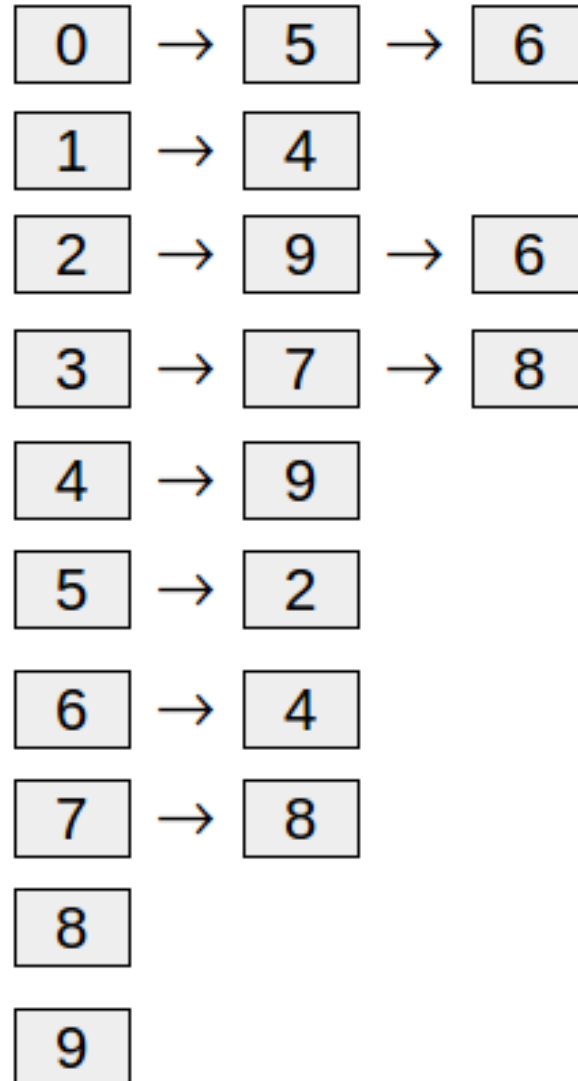 0 → 5 → 6
1 → 4
2 → 9 → 6
3 → 7 → 8
4 → 9
5 → 2
6 → 4
7 → 8
8
9